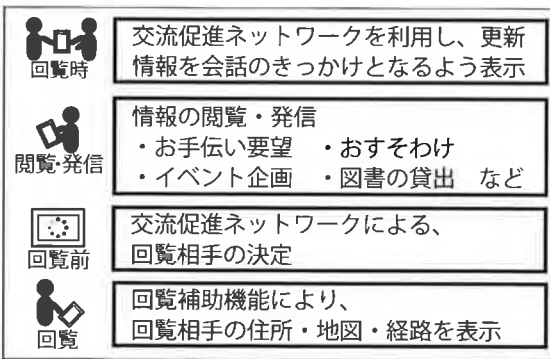 回覧時
交流促進ネットワークを利用し、更新
情報を会話のきっかけとなるよう表示
閲覧・発信
情報の閲覧・発信
・お手伝い要望 ・おすそわけ
・イベント企画 ・図書の貸出 など
回覧前
交流促進ネットワークによる、
回覧相手の決定
回覧
回覧補助機能により、
回覧相手の住所・地図・経路を表示